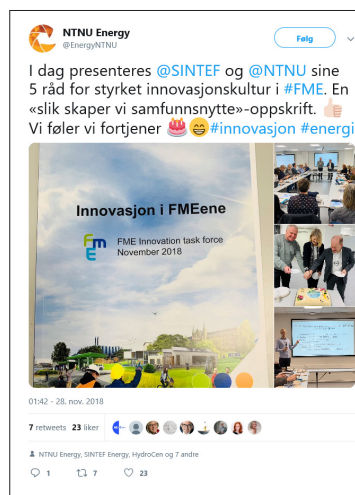 NTNU Energy
@EnergyNTNU
Følg
I dag presenteres @SINTEF og @NTNU sine
5 råd for styrket innovasjonskultur i #FME. En
«slik skaper vi samfunnsnytte»-oppskrift. 👍🏻
Vi føler vi fortjener 🎂😁#innovasjon #energi
Innovasjon i FMEene
FME
FME Innovation task force
November 2018
01:42 - 28. nov. 2018
7 retweets 23 liker
NTNU Energy, SINTEF Energy, HydroCen og 7 andre
1 7 23